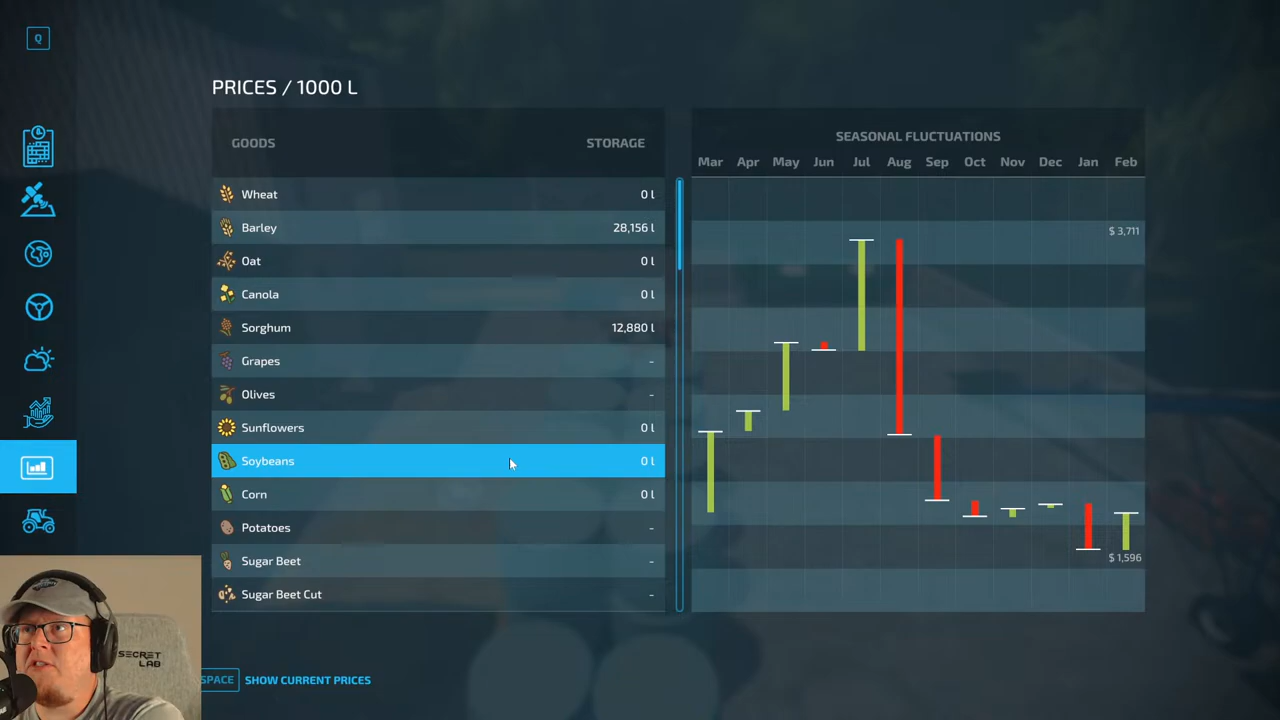 Q
PRICES / 1000 L
GOODS STORAGE
SEASONAL FLUCTUATIONS
Mar Apr May Jun Jul Aug Sep Oct Nov Dec Jan Feb
Wheat 0 l
Barley 28,156 l
$ 3,711
Oat 0 l
Canola 0 l
Sorghum 12,880 l
Grapes -
Olives -
Sunflowers 0 l
Soybeans 0 l
Corn 0 l
Potatoes -
Sugar Beet -
$ 1,596
Sugar Beet Cut -
SECRET
LAB
SPACE SHOW CURRENT PRICES